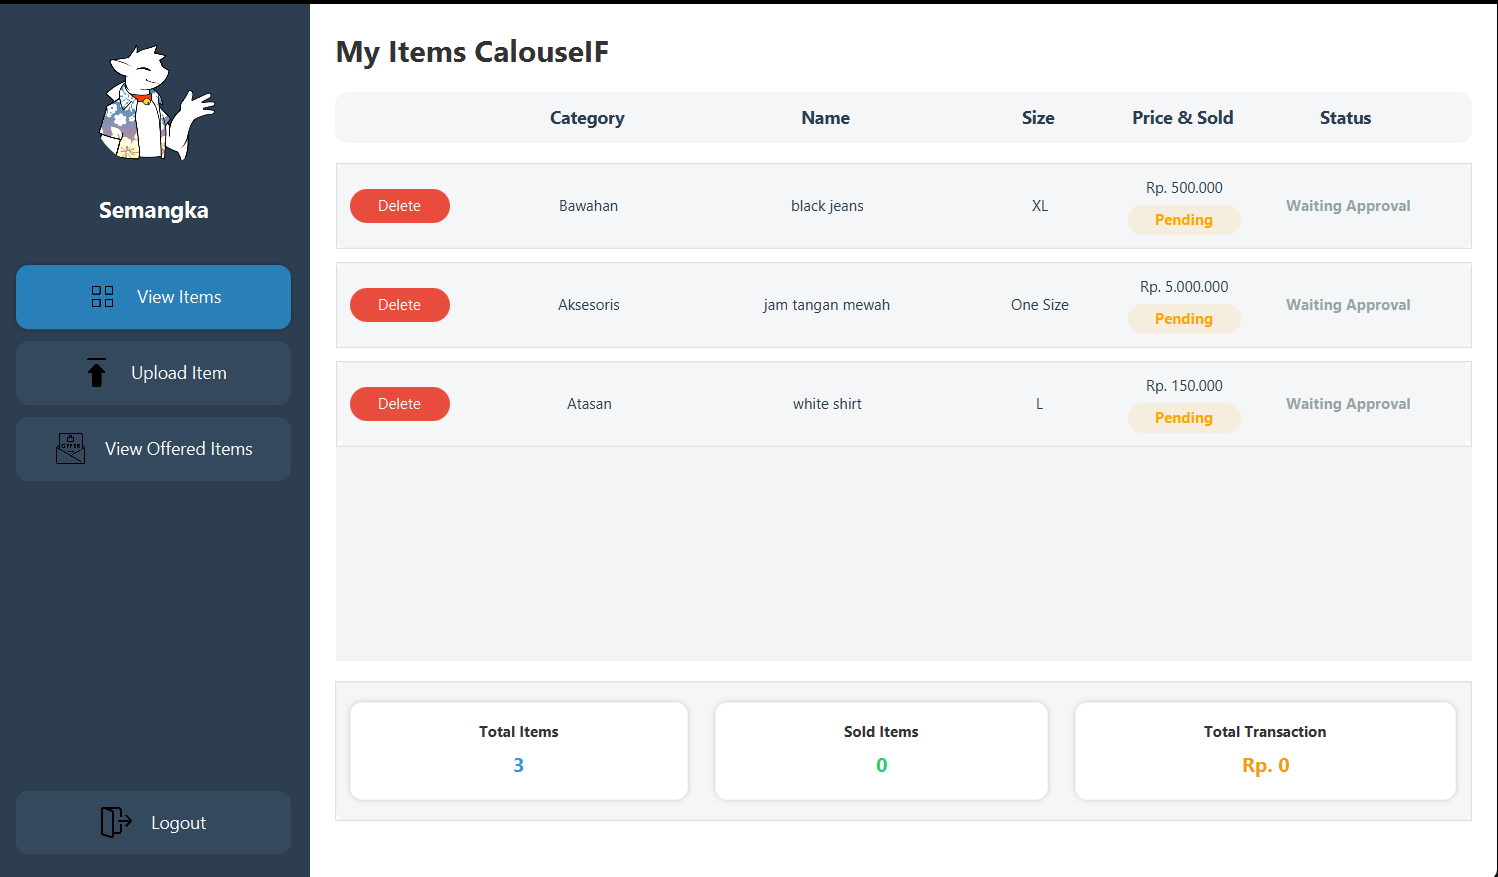 My Items CalouseIF
Category Name Size Price & Sold Status
Semangka
Delete Bawahan black jeans XL Rp. 500.000 Pending Waiting Approval
Delete Aksesoris jam tangan mewah One Size Rp. 5.000.000 Pending Waiting Approval
Delete Atasan white shirt L Rp. 150.000 Pending Waiting Approval
View Items
Upload Item
OFFER
View Offered Items
Total Items
3
Sold Items
0
Total Transaction
Rp. 0
Logout